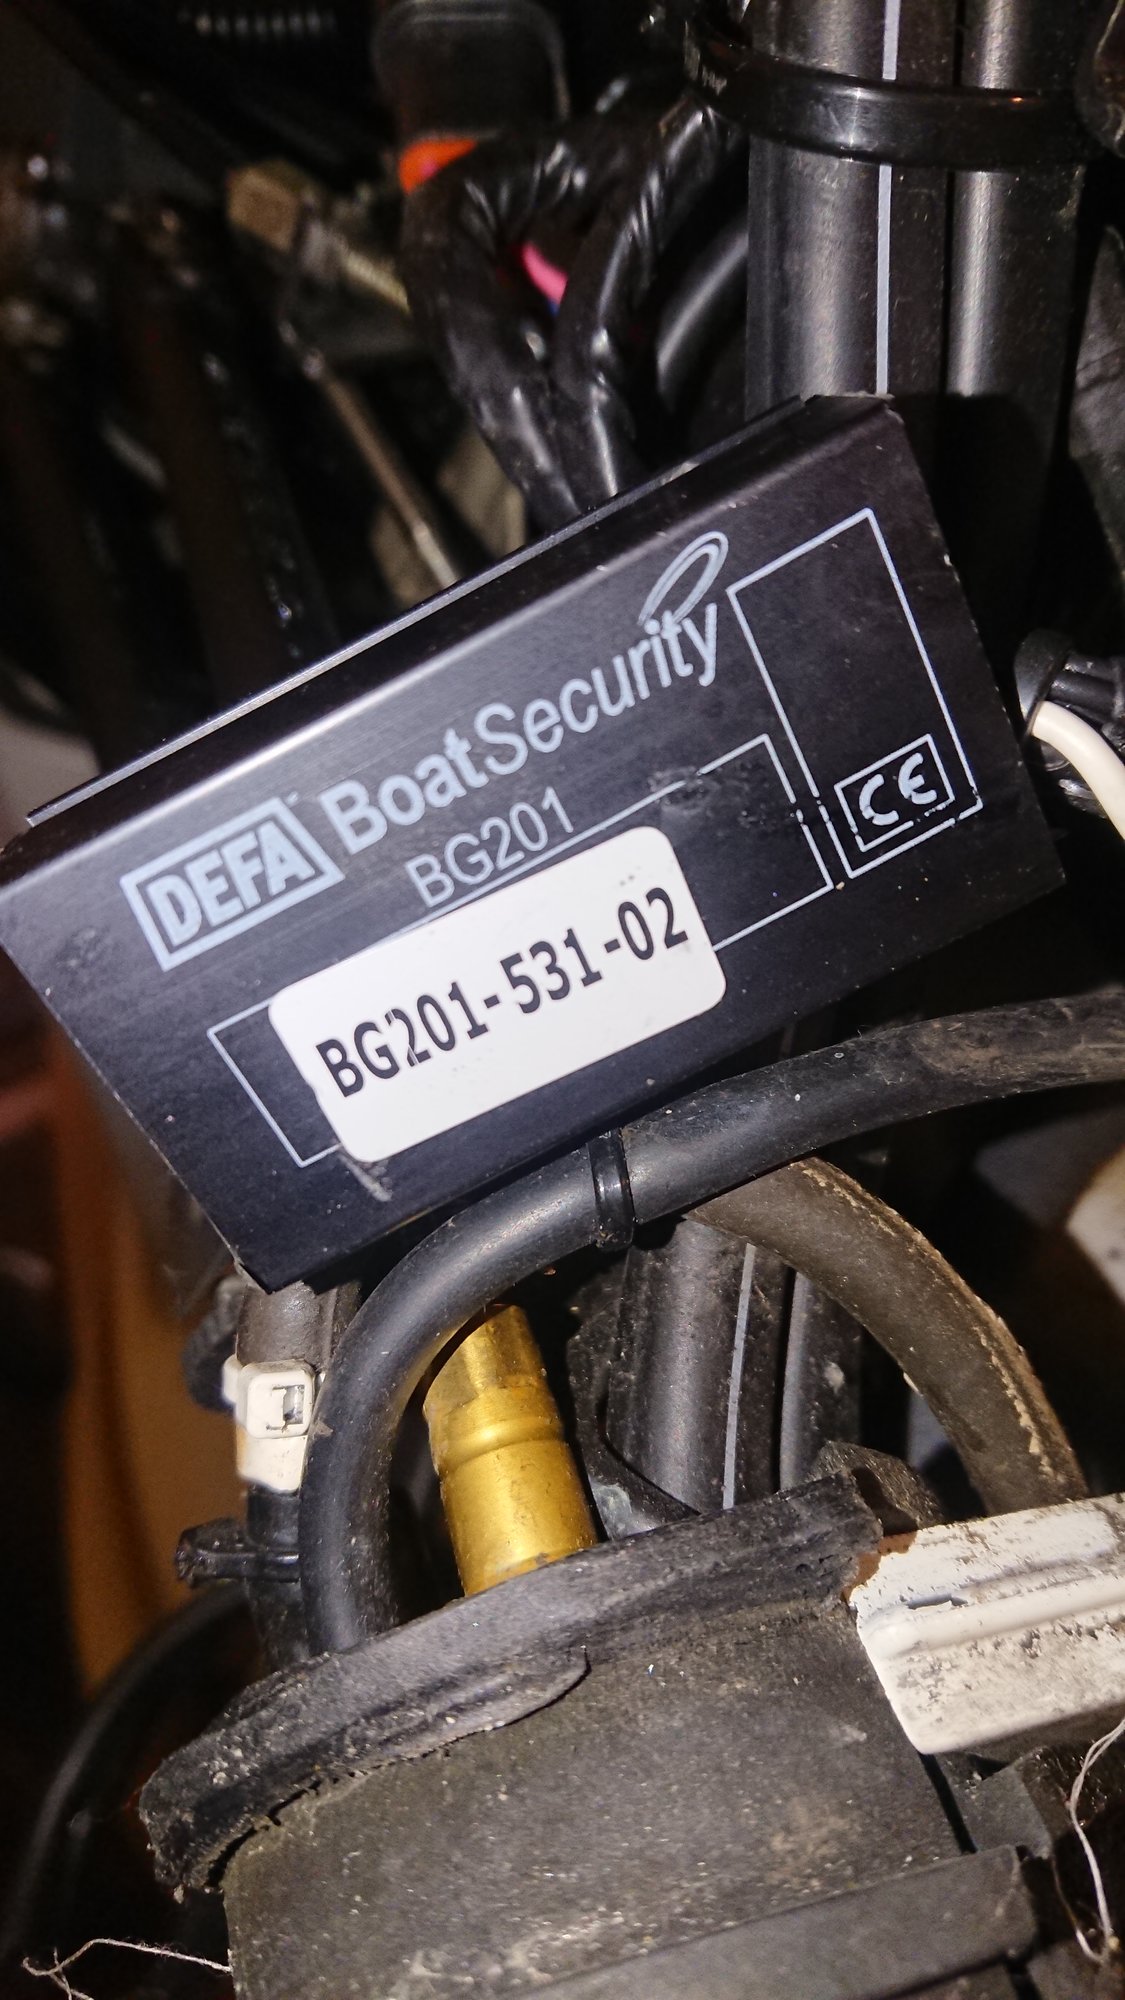 DEFA BoatSecurity
BG201
CE
BG201-531-02